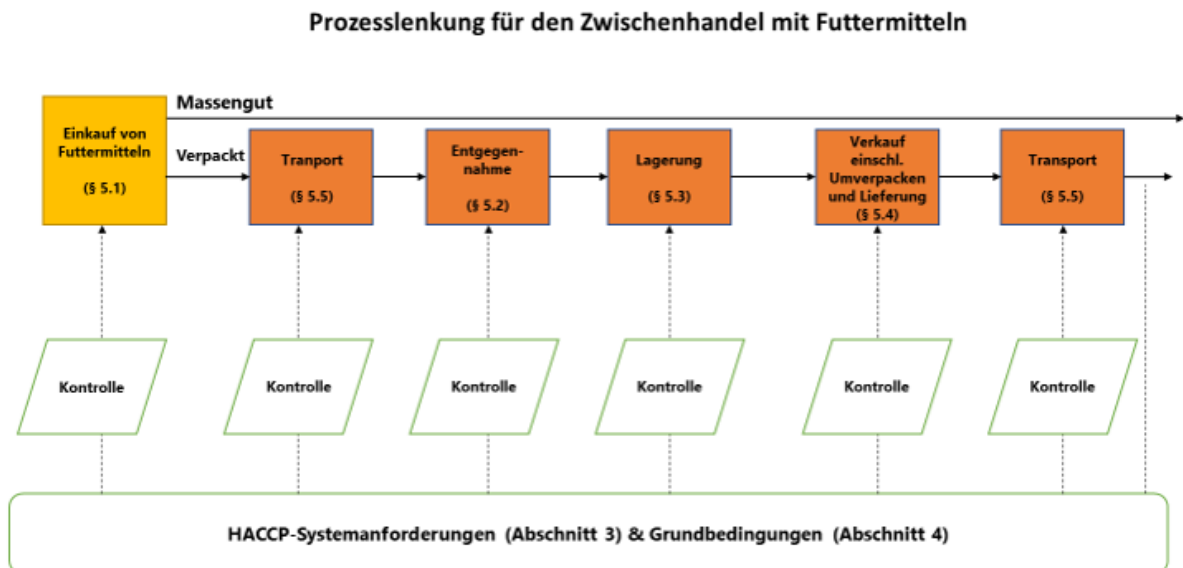 Prozesslenkung für den Zwischenhandel mit Futtermitteln
Massengut
Einkauf von
Futtermitteln
(§ 5.1)
Verpackt
Tranport
(§ 5.5)
Entgegen-
nahme
(§ 5.2)
Lagerung
(§ 5.3)
Verkauf
einschl.
Umverpacken
und Lieferung
(§ 5.4)
Transport
(§ 5.5)
Kontrolle
Kontrolle
Kontrolle
Kontrolle
Kontrolle
Kontrolle
HACCP-Systemanforderungen (Abschnitt 3) & Grundbedingungen (Abschnitt 4)